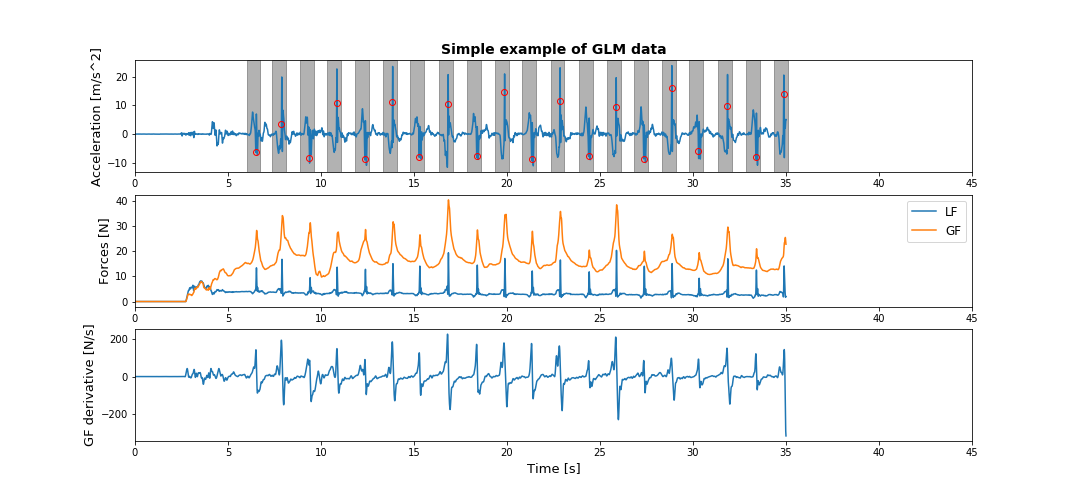 Simple example of GLM data
Acceleration [m/s^2]
20
10
0
−10
0 5 10 15 20 25 30 35 40 45
Forces [N]
40
30
20
10
0
LF
GF
0 5 10 15 20 25 30 35 40 45
GF derivative [N/s]
200
0
−200
0 5 10 15 20 25 30 35 40 45
Time [s]